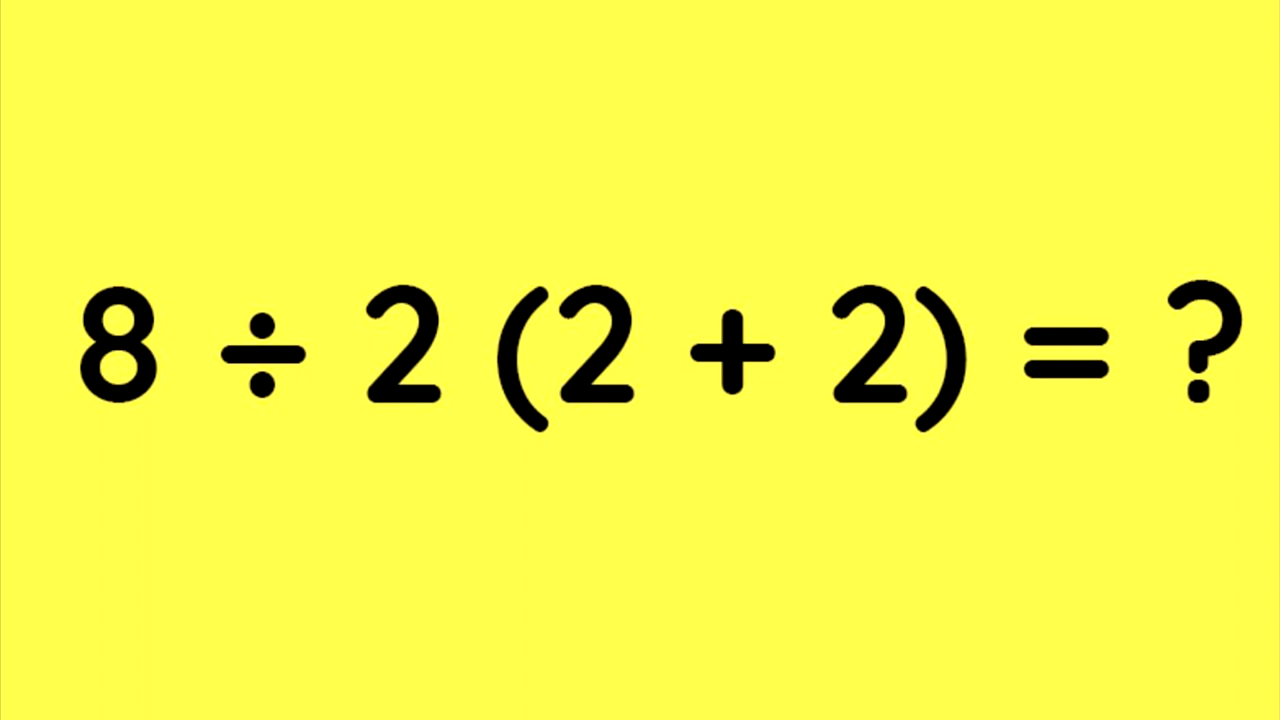 8 ÷ 2 (2 + 2) = ?